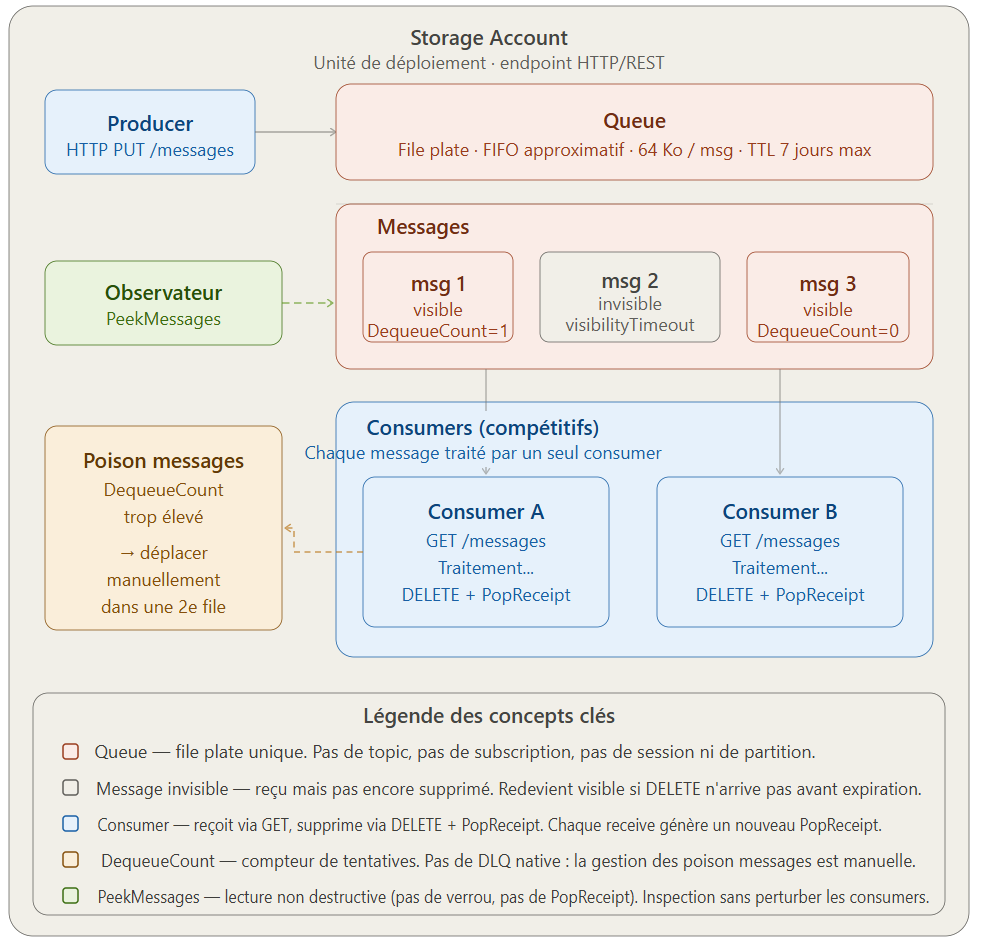 Storage Account
Unité de déploiement · endpoint HTTP/REST
Producer
HTTP PUT /messages
Queue
File plate · FIFO approximatif · 64 Ko / msg · TTL 7 jours max
Messages
msg 1
visible
DequeueCount=1
msg 2
invisible
visibilityTimeout
msg 3
visible
DequeueCount=0
Observateur
PeekMessages
Consumers (compétitifs)
Chaque message traité par un seul consumer
Poison messages
DequeueCount
trop élevé
→ déplacer
manuellement
dans une 2e file
Consumer A
GET /messages
Traitement...
DELETE + PopReceipt
Consumer B
GET /messages
Traitement...
DELETE + PopReceipt
Légende des concepts clés
Queue — file plate unique. Pas de topic, pas de subscription, pas de session ni de partition.
Message invisible — reçu mais pas encore supprimé. Redevient visible si DELETE n'arrive pas avant expiration.
Consumer — reçoit via GET, supprime via DELETE + PopReceipt. Chaque receive génère un nouveau PopReceipt.
DequeueCount — compteur de tentatives. Pas de DLQ native : la gestion des poison messages est manuelle.
PeekMessages — lecture non destructive (pas de verrou, pas de PopReceipt). Inspection sans perturber les consumers.